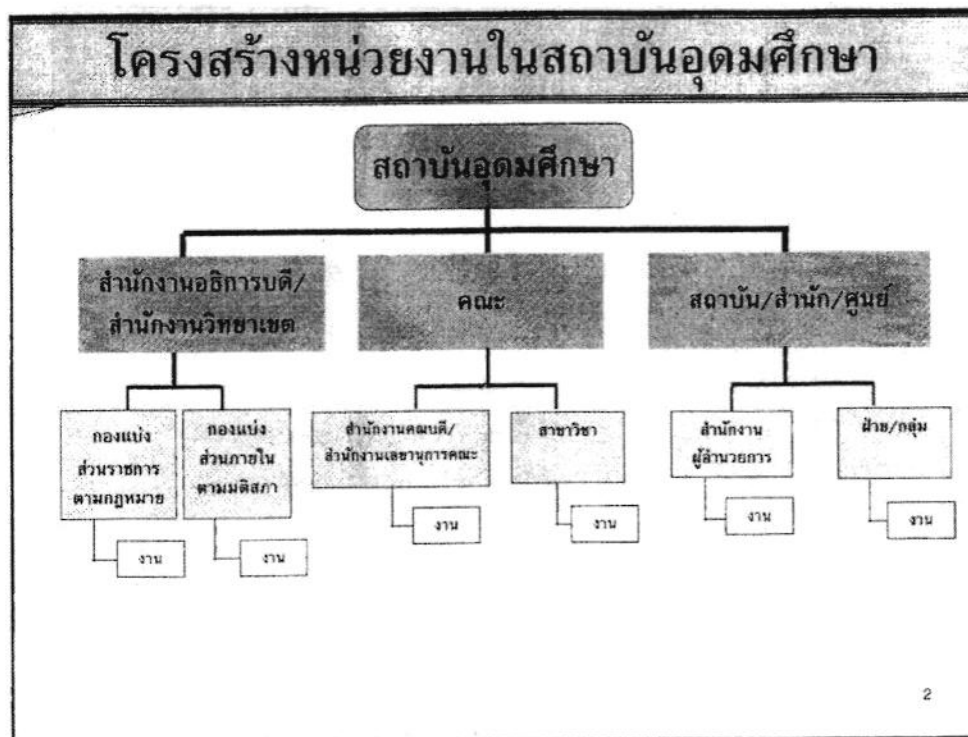 โครงสร้างหน่วยงานในสถาบันอุดมศึกษา
สถาบันอุดมศึกษา
สำนักงานอธิการบดี/
สำนักงานวิทยาเขต
คณะ
สถาบัน/สำนัก/ศูนย์
กองแบ่ง
ส่วนราชการ
ตามกฎหมาย
กองแบ่ง
ส่วนภายใน
ตามมติสภา
สำนักงานคณบดี/
สำนักงานเลขานุการคณะ
สาขาวิชา
สำนักงาน
ผู้อำนวยการ
ฝ่าย/กลุ่ม
งาน
งาน
งาน
งาน
งาน
งาน
2